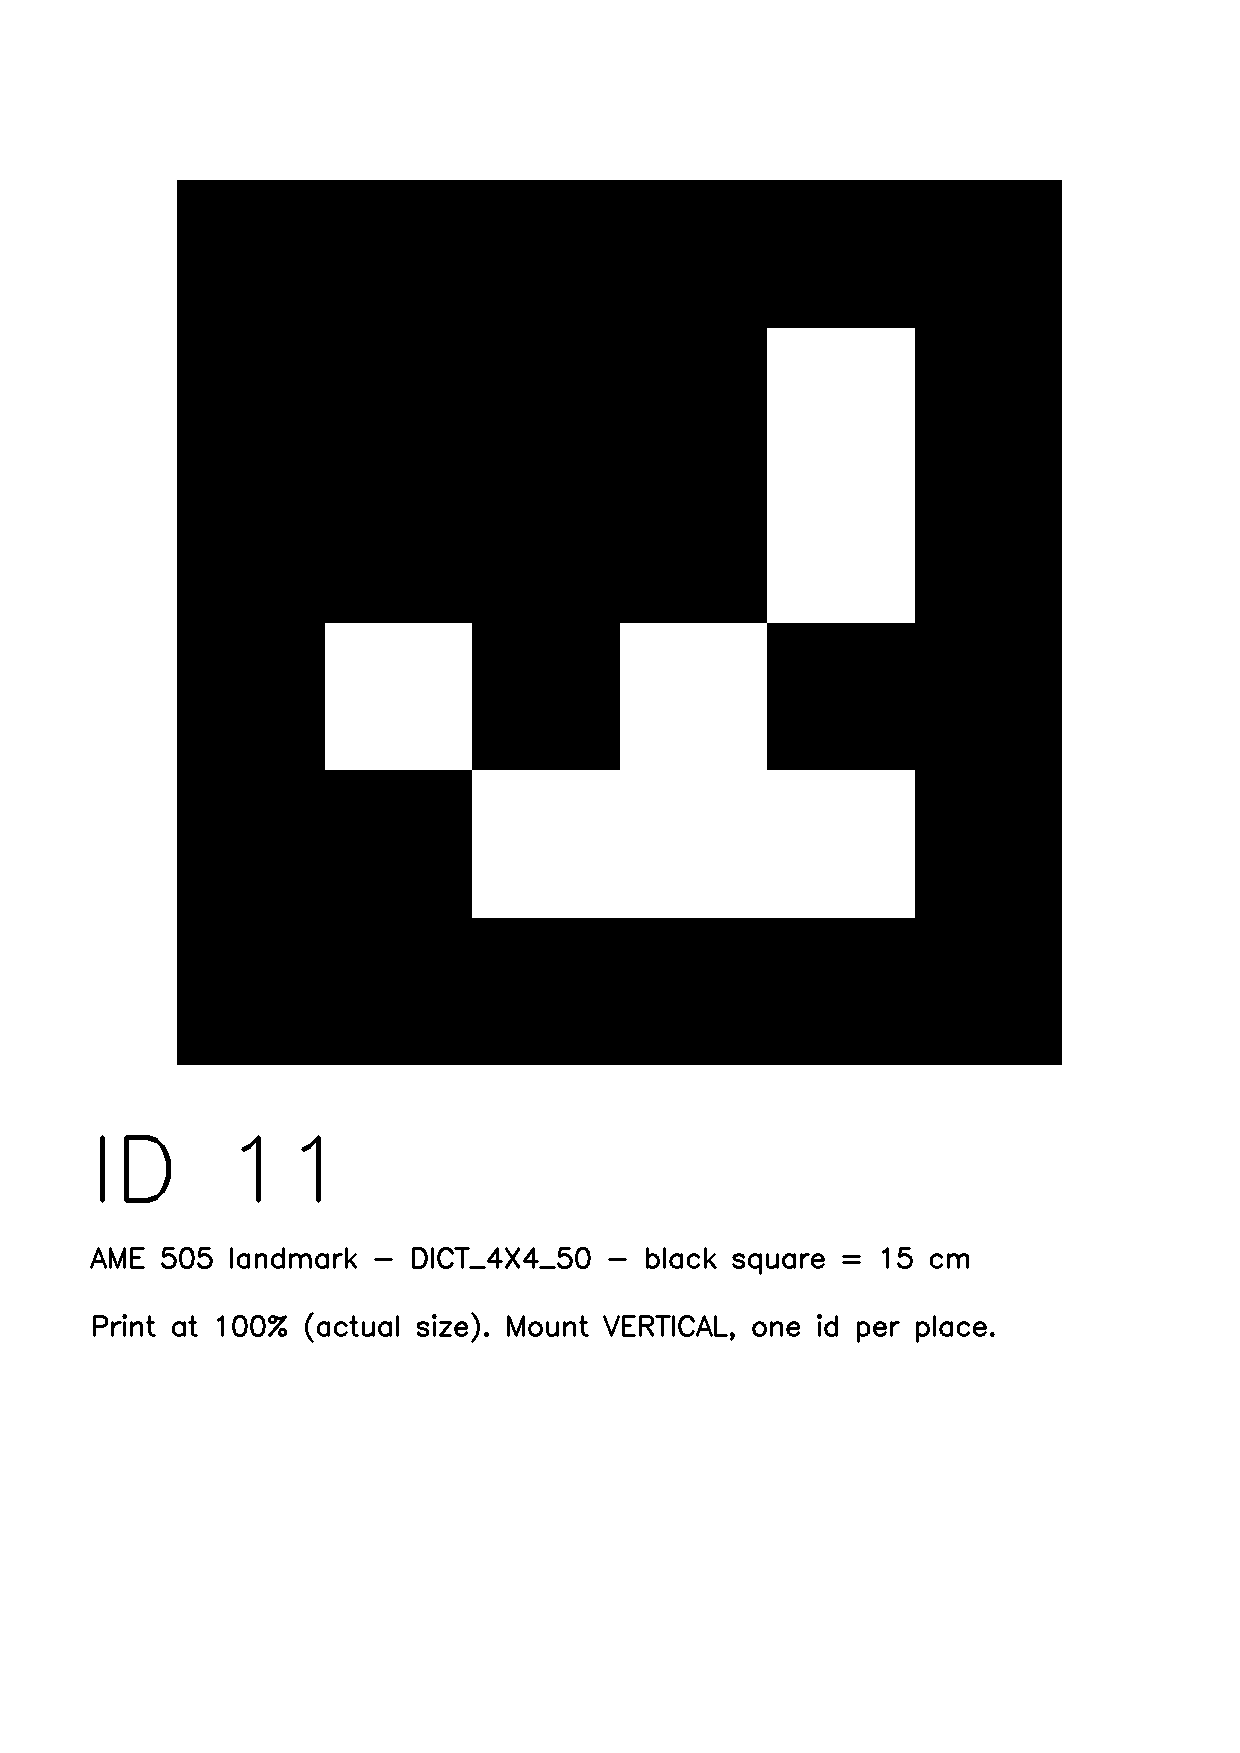 ID 11
AME 505 landmark - DICT_4X4_50 - black square = 15 cm
Print at 100% (actual size). Mount VERTICAL, one id per place.